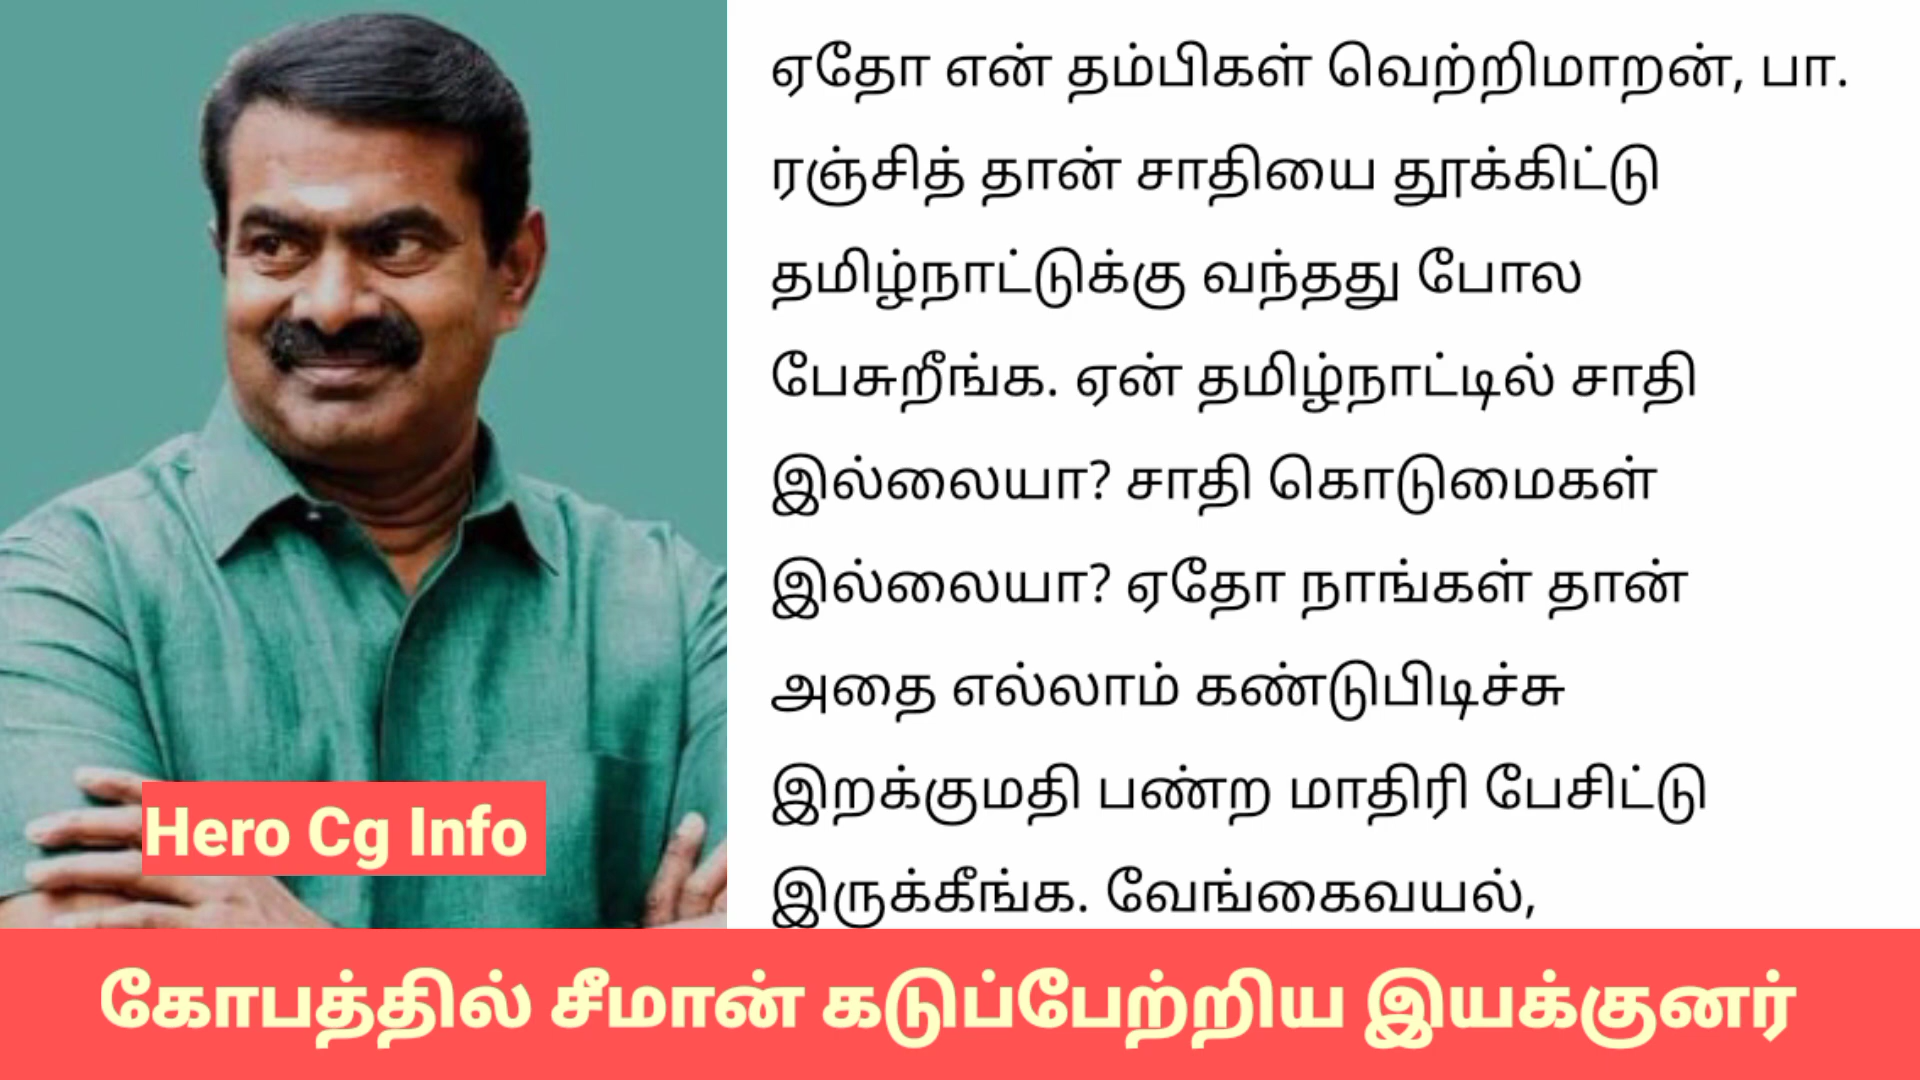 ஏதோ என் தம்பிகள் வெற்றிமாறன், பா.
ரஞ்சித் தான் சாதியை தூக்கிட்டு
தமிழ்நாட்டுக்கு வந்தது போல
பேசுறீங்க. ஏன் தமிழ்நாட்டில் சாதி
இல்லையா? சாதி கொடுமைகள்
இல்லையா? ஏதோ நாங்கள் தான்
அதை எல்லாம் கண்டுபிடிச்சு
இறக்குமதி பண்ற மாதிரி பேசிட்டு
இருக்கீங்க. வேங்கைவயல்,
Hero Cg Info
கோபத்தில் சீமான் கடுப்பேற்றிய இயக்குனர்